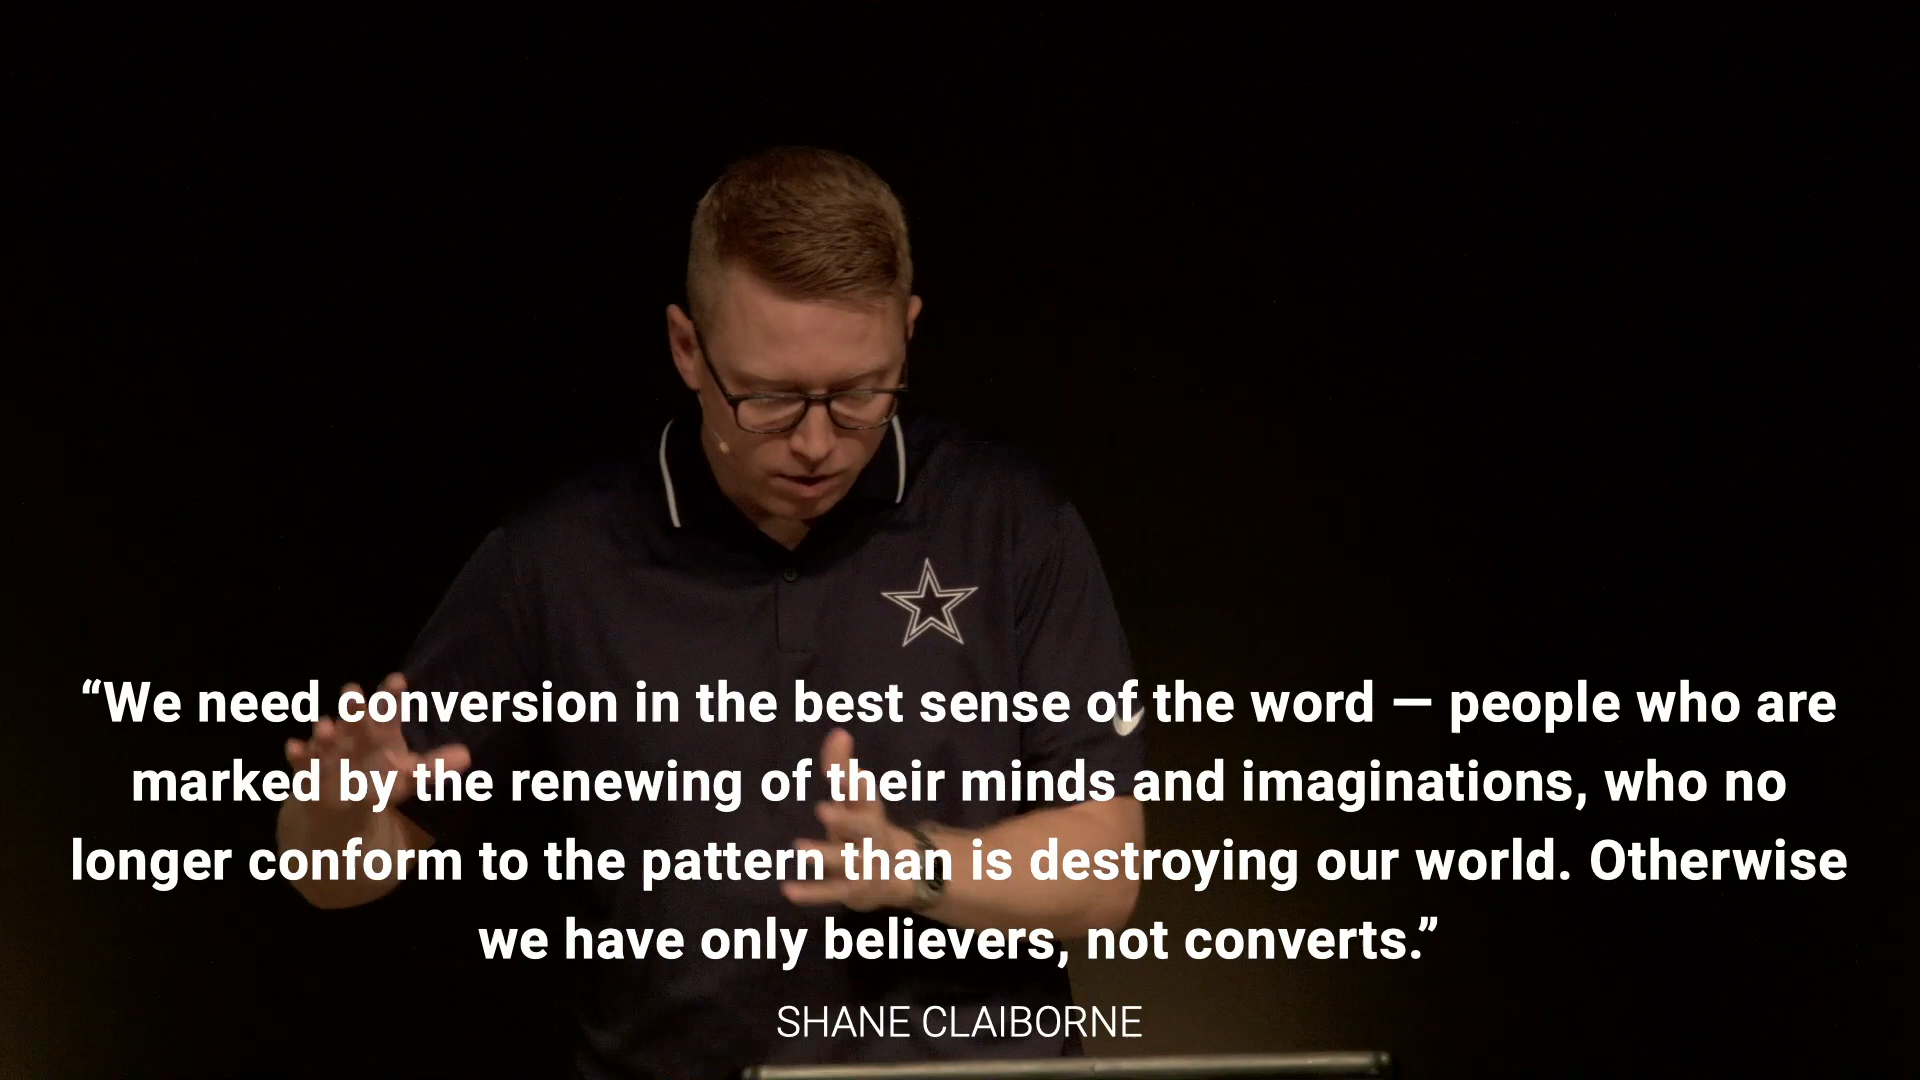 “We need conversion in the best sense of the word — people who are
marked by the renewing of their minds and imaginations, who no
longer conform to the pattern than is destroying our world. Otherwise
we have only believers, not converts.”
SHANE CLAIBORNE